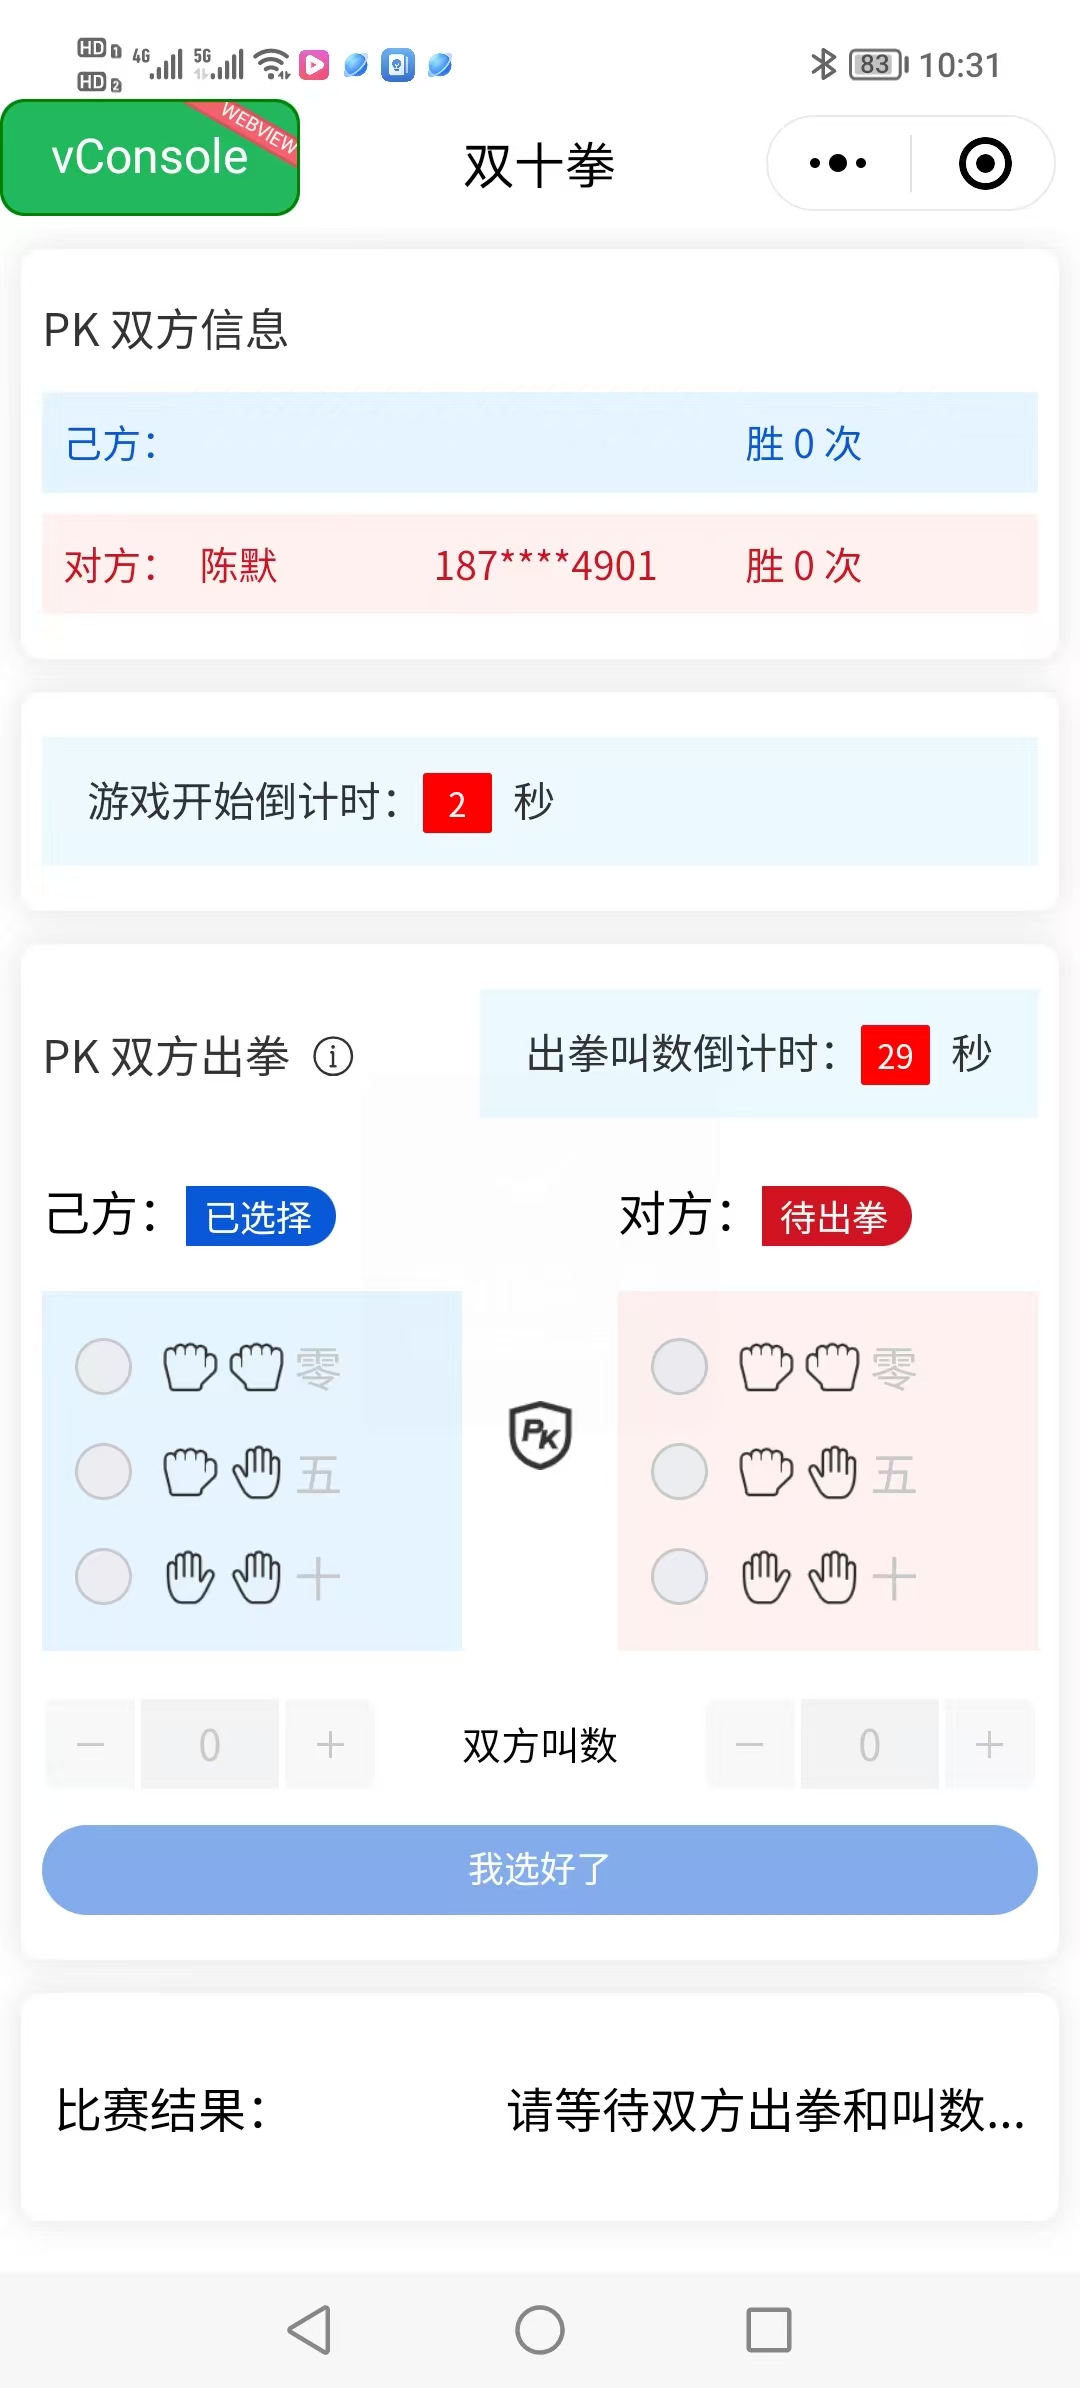 HD 1 4G 5G 83 10:31
HD 2
vConsole WEBVIEW 双十拳
PK 双方信息
己方： 胜 0 次
对方： 陈默 187****4901 胜 0 次
游戏开始倒计时： 2 秒
PK 双方出拳 出拳叫数倒计时： 29 秒
己方： 已选择 对方： 待出拳
零 零
PK
五 五
十 十
0 双方叫数 0
我选好了
比赛结果： 请等待双方出拳和叫数...